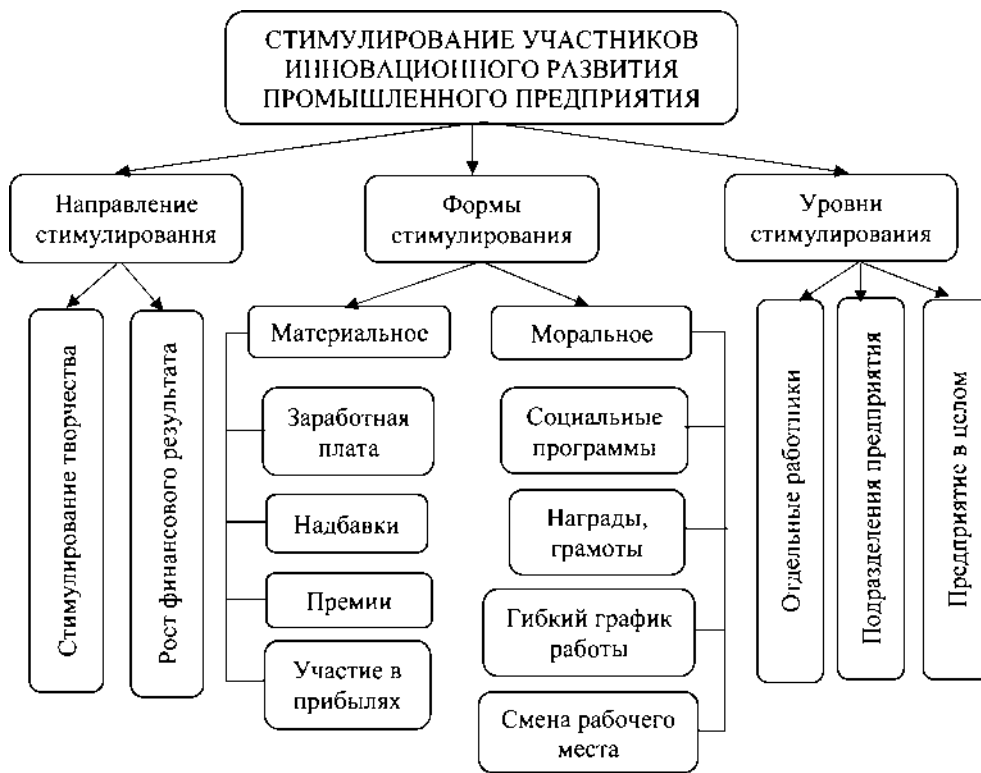 СТИМУЛИРОВАНИЕ УЧАСТНИКОВ
ИННОВАЦИОННОГО РАЗВИТИЯ
ПРОМЫШЛЕННОГО ПРЕДПРИЯТИЯ
Направление
стимулирования
Формы
стимулирования
Уровни
стимулирования
Стимулирование творчества
Рост финансового результата
Материальное
Заработная
плата
Надбавки
Премии
Участие в
прибылях
Моральное
Социальные
программы
Награды,
грамоты
Гибкий график
работы
Смена рабочего
места
Отдельные работники
Подразделения предприятия
Предприятие в целом